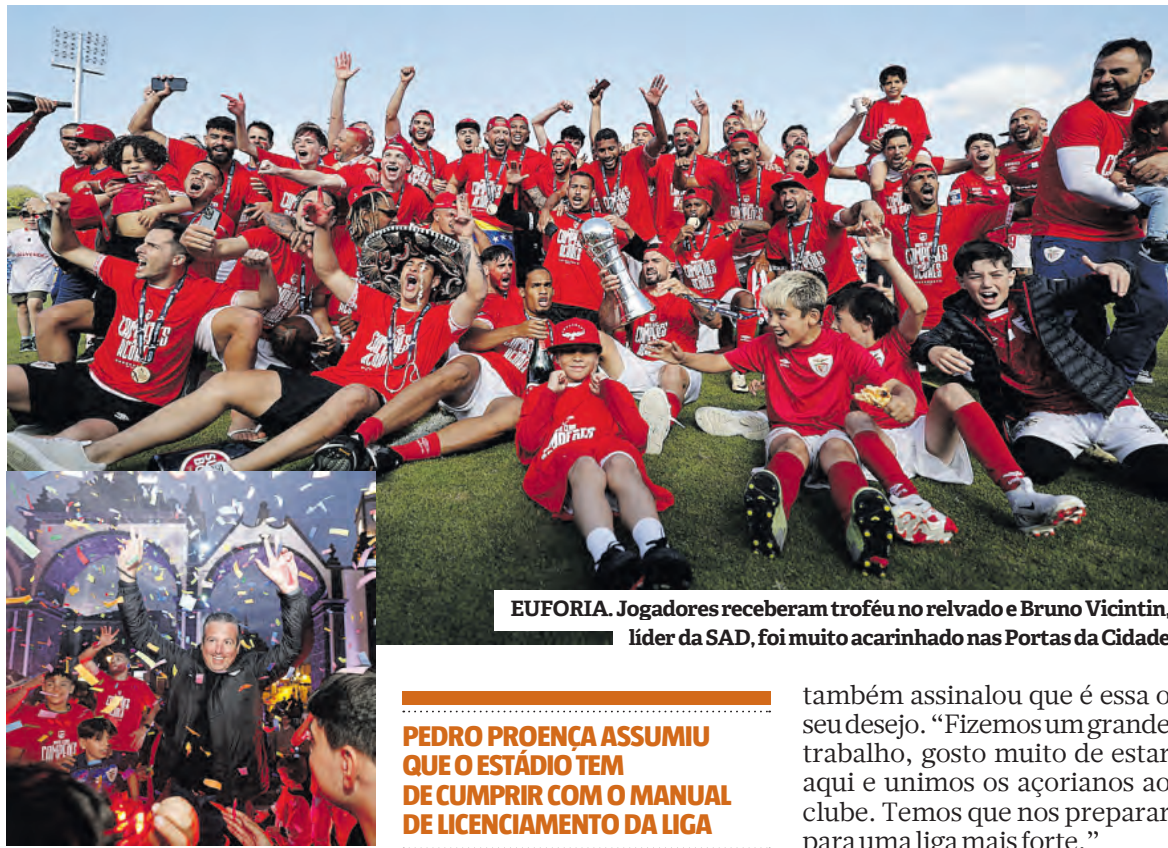 CAMPEÕES
AÇORES
EUFORIA. Jogadores receberam troféu no relvado e Bruno Vicintin,
líder da SAD, foi muito acarinhado nas Portas da Cidade
PEDRO PROENÇA ASSUMIU
QUE O ESTÁDIO TEM
DE CUMPRIR COM O MANUAL
DE LICENCIAMENTO DA LIGA
também assinalou que é essa o
seu desejo. “Fizemos um grande
trabalho, gosto muito de estar
aqui e unimos os açorianos ao
clube. Temos que nos preparar
para uma liga mais forte.”